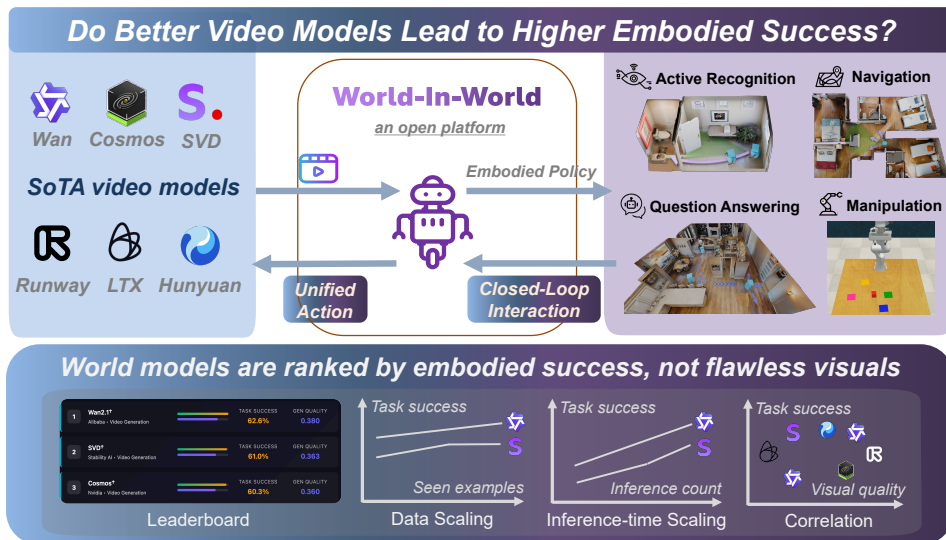 Do Better Video Models Lead to Higher Embodied Success?
Wan
Cosmos
SVD
SoTA video models
Runway
LTX
Hunyuan
World-In-World
an open platform
Embodied Policy
Unified
Action
Closed-Loop
Interaction
Active Recognition
Navigation
Question Answering
Manipulation
World models are ranked by embodied success, not flawless visuals
1
Wan2.1†
Alibaba • Video Generation
TASK SUCCESS
62.6%
GEN QUALITY
0.380
2
SVD†
Stability AI • Video Generation
TASK SUCCESS
61.0%
GEN QUALITY
0.363
3
Cosmos†
Nvidia • Video Generation
TASK SUCCESS
60.3%
GEN QUALITY
0.360
Leaderboard
Task success
Seen examples
Data Scaling
Task success
Inference count
Inference-time Scaling
Task success
Visual quality
Correlation